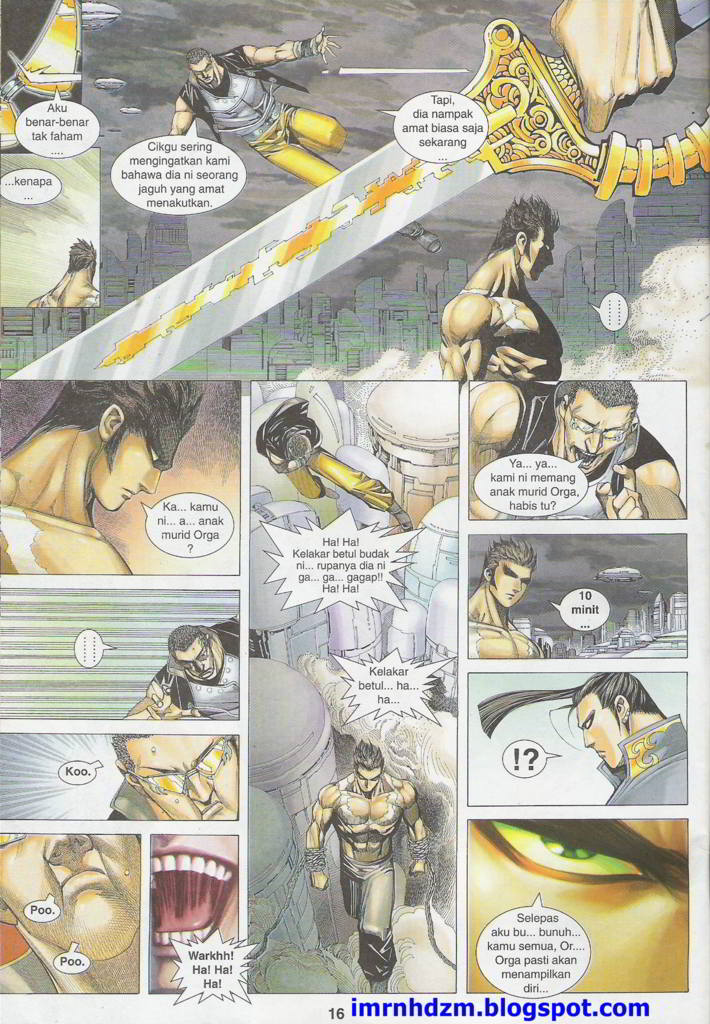 Aku
benar-benar
tak faham
....
Cikgu sering
mengingatkan kami
bahawa dia ni seorang
jaguh yang amat
menakutkan.
Tapi,
dia nampak
amat biasa saja
sekarang
...
...kenapa
...
......
Ka... kamu
ni... a... anak
murid Orga
?
......
Koo.
Poo.
Poo.
Warkhh!
Ha! Ha!
Ha!
Ha! Ha!
Kelakar betul budak
ni... rupanya dia ni
ga... ga... gagap!!
Ha! Ha!
Kelakar
betul... ha...
ha...
Ya... ya...
kami ni memang
anak murid Orga,
habis tu?
10
minit
...
!?
Selepas
aku bu... bunuh...
kamu semua, Or....
Orga pasti akan
menampilkan
diri...
16
imrnhdzm.blogspot.com